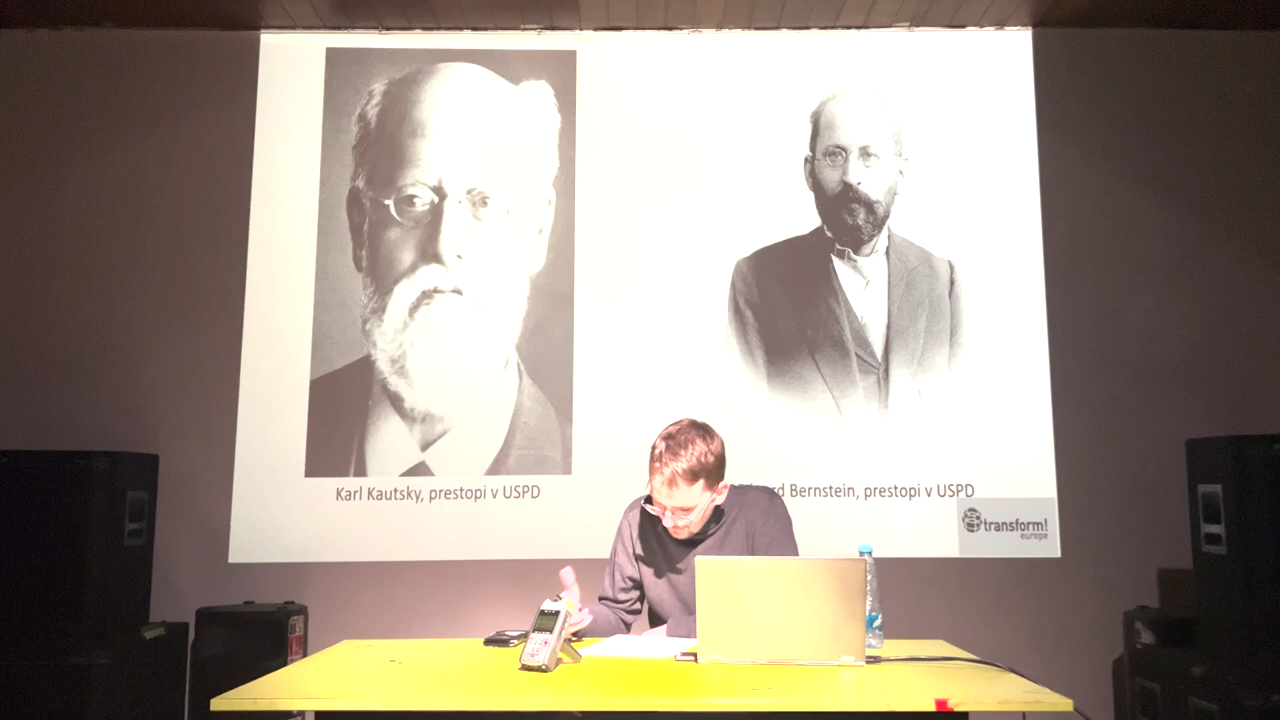 Karl Kautsky, prestopi v USPD
Bernstein, prestopi v USPD
transform!
europe